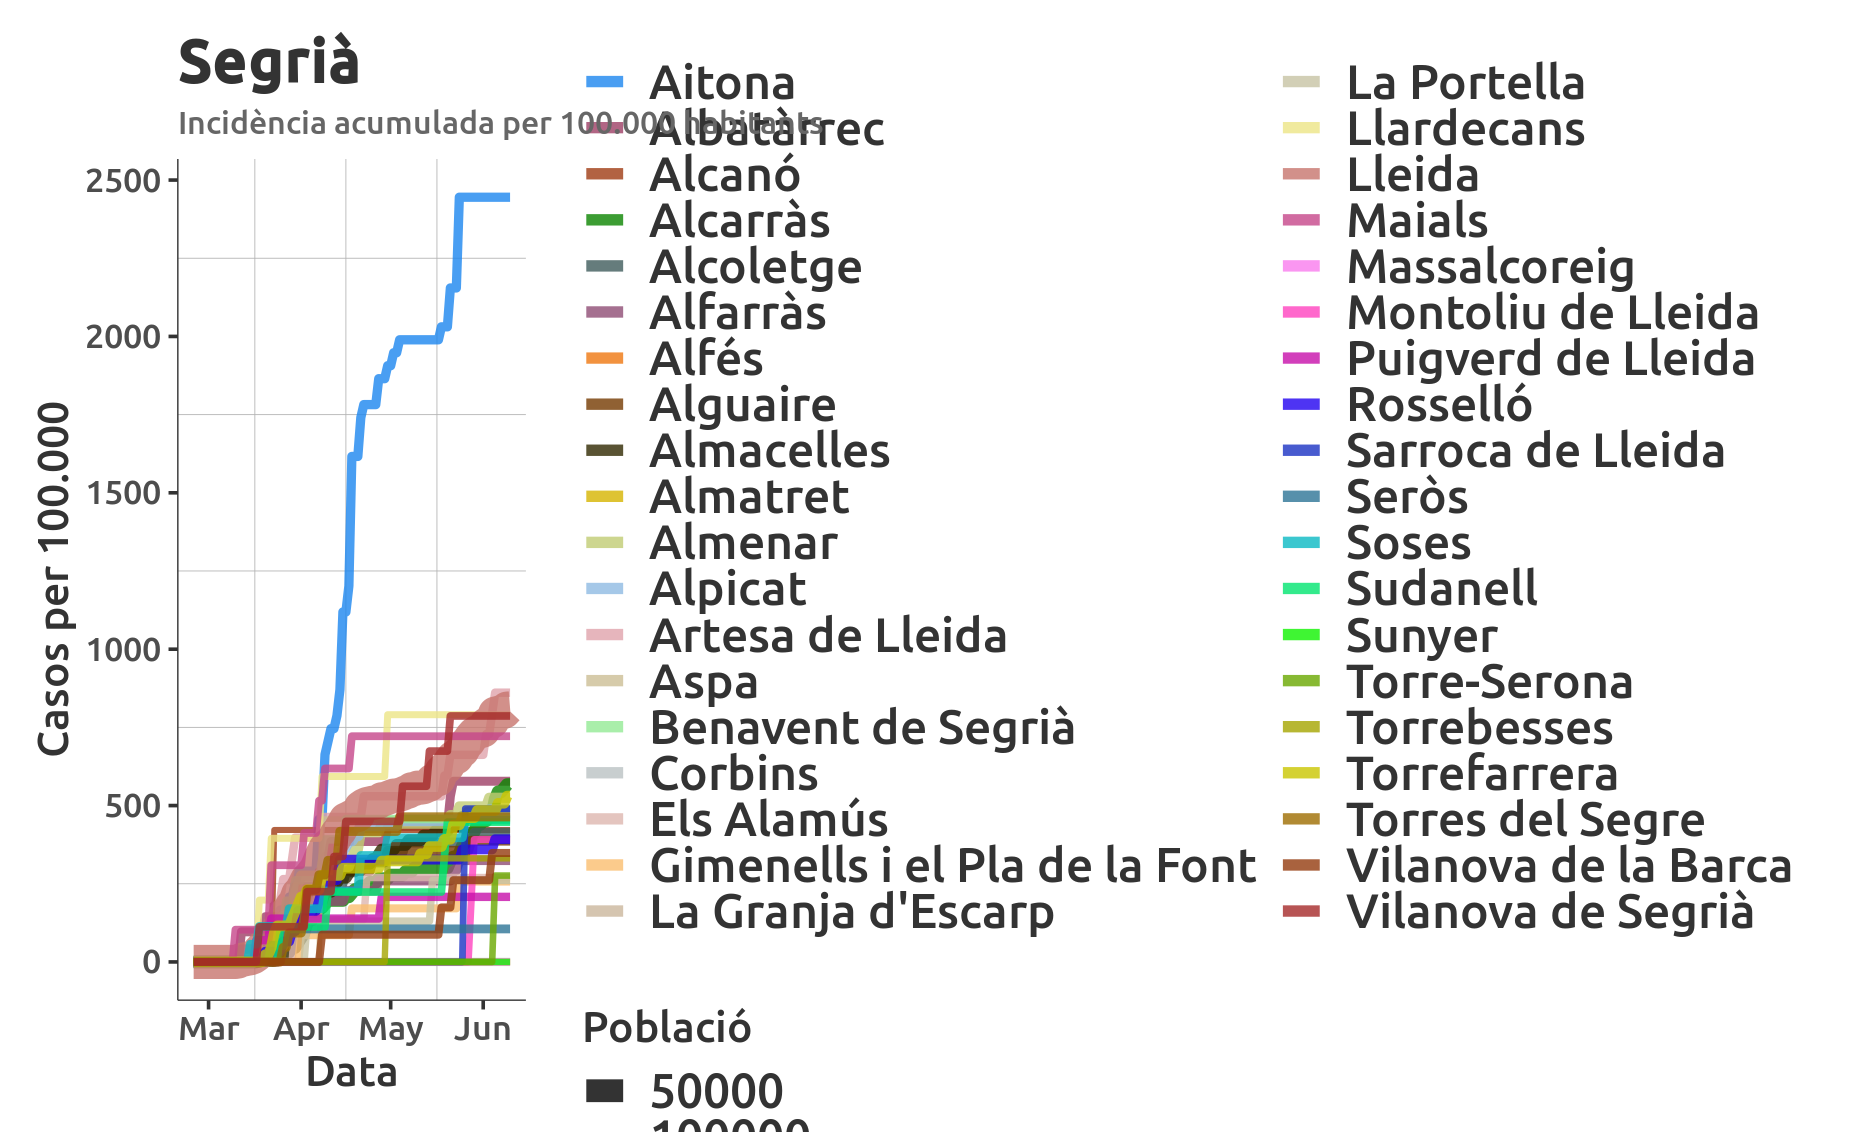 Segrià
Incidència acumulada per 100.000 habitants
Casos per 100.000
2500
2000
1500
1000
500
0
Mar Apr May Jun
Data
Aitona
Albatàrrec
Alcanó
Alcarràs
Alcoletge
Alfarràs
Alfés
Alguaire
Almacelles
Almatret
Almenar
Alpicat
Artesa de Lleida
Aspa
Benavent de Segrià
Corbins
Els Alamús
Gimenells i el Pla de la Font
La Granja d'Escarp
La Portella
Llardecans
Lleida
Maials
Massalcoreig
Montoliu de Lleida
Puigverd de Lleida
Rosselló
Sarroca de Lleida
Seròs
Soses
Sudanell
Sunyer
Torre-Serona
Torrebesses
Torrefarrera
Torres del Segre
Vilanova de la Barca
Vilanova de Segrià
Població
50000
100000